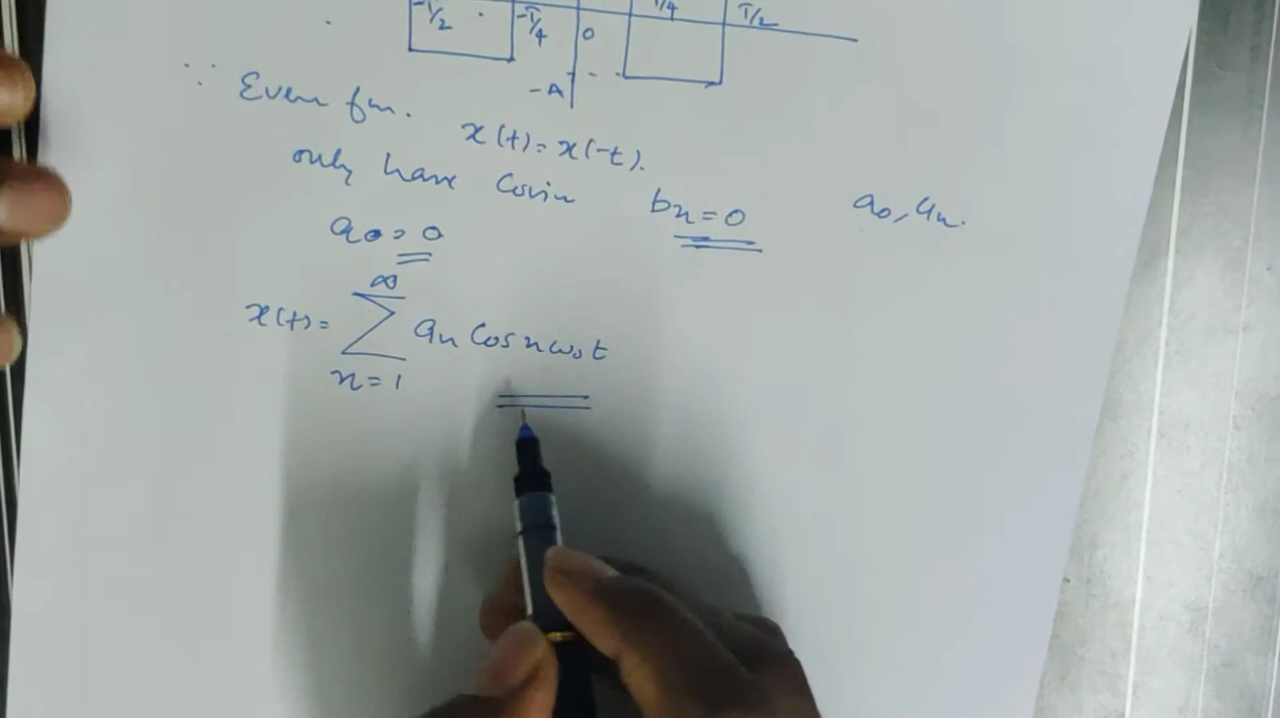 -T/2 -T/4 0 T/4 T/2
-A
∵ Even fn. x(t)=x(-t).
only have Cosine bn=0 a0, an.
a0=0
∞
x(t)= ∑ an Cos nω0t
n=1